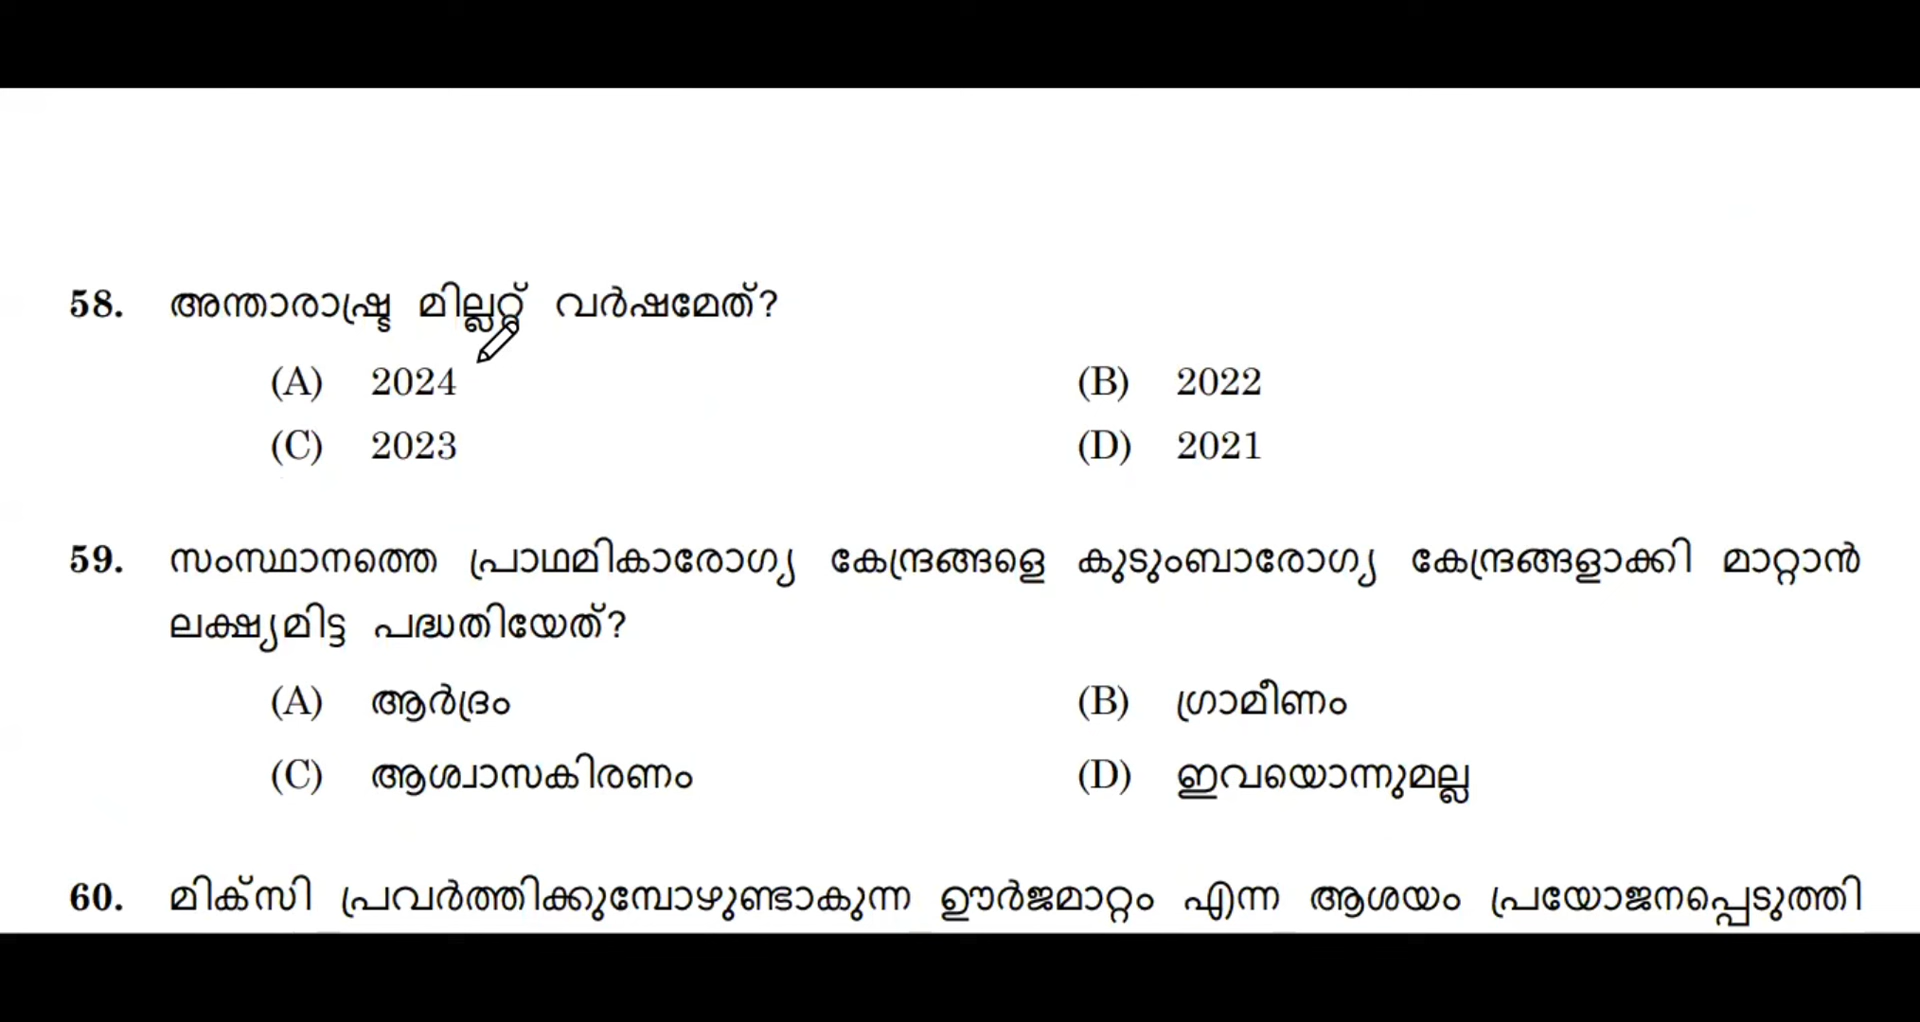 58. അന്താരാഷ്ട്ര മില്ലറ്റ് വർഷമേത്?
(A) 2024 (B) 2022
(C) 2023 (D) 2021
59. സംസ്ഥാനത്തെ പ്രാഥമികാരോഗ്യ കേന്ദ്രങ്ങളെ കുടുംബാരോഗ്യ കേന്ദ്രങ്ങളാക്കി മാറ്റാൻ
ലക്ഷ്യമിട്ട പദ്ധതിയേത്?
(A) ആർദ്രം (B) ഗ്രാമീണം
(C) ആശ്വാസകിരണം (D) ഇവയൊന്നുമല്ല
60. മിക്സി പ്രവർത്തിക്കുമ്പോഴുണ്ടാകുന്ന ഊർജമാറ്റം എന്ന ആശയം പ്രയോജനപ്പെടുത്തി